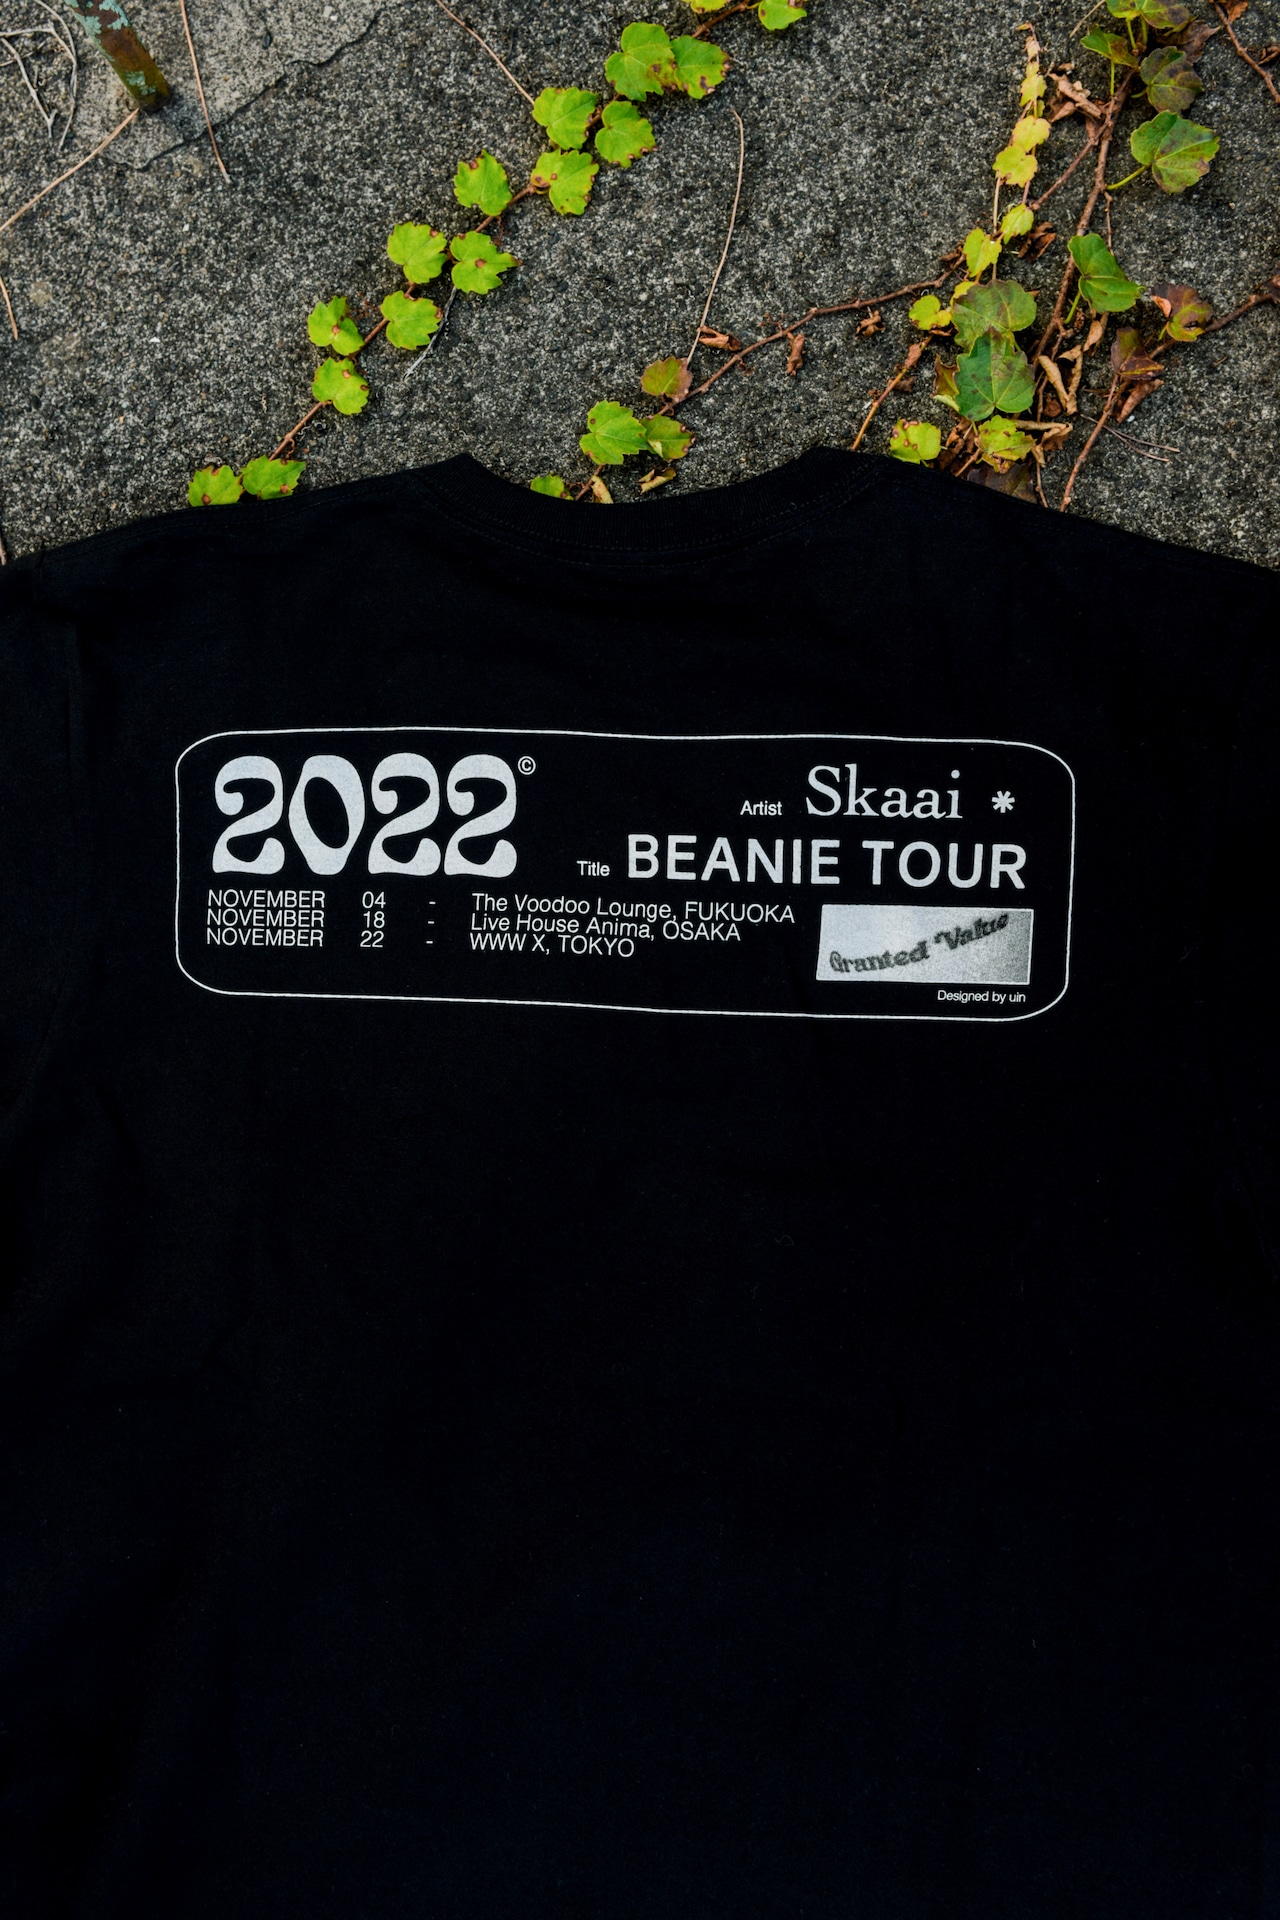 2022©
Artist Skaai *
Title BEANIE TOUR
NOVEMBER 04 - The Voodoo Lounge, FUKUOKA
NOVEMBER 18 - Live House Anima, OSAKA
NOVEMBER 22 - WWW X, TOKYO
Granted Value
Designed by uin